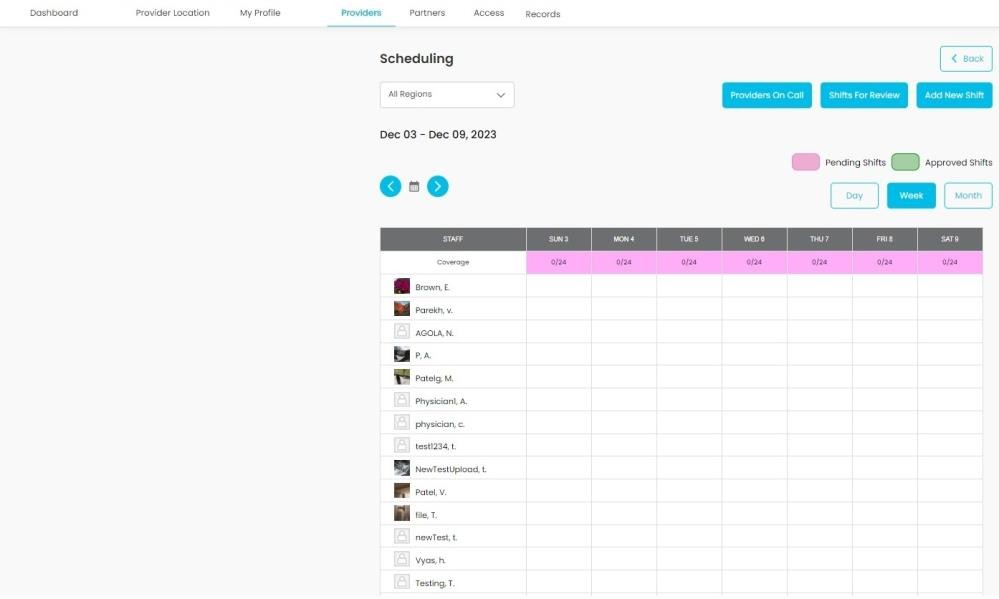 Dashboard Provider Location My Profile Providers Partners Access Records
Scheduling
Back
All Regions
Providers On Call Shifts For Review Add New Shift
Dec 03 - Dec 09, 2023
Pending Shifts Approved Shifts
Day Week Month
STAFF SUN 3 MON 4 TUE 5 WED 6 THU 7 FRI 8 SAT 9
Coverage 0/24 0/24 0/24 0/24 0/24 0/24 0/24
Brown, E.
Parekh, v.
AGOLA, N.
P, A.
Patelg, M.
Physician1, A.
physician, c.
test1234, t.
NewTestUpload, t.
Patel, V.
file, T.
newTest, t.
Vyas, h.
Testing, T.